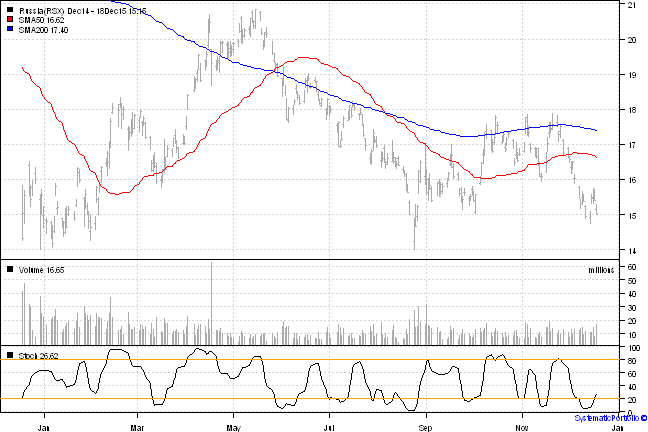 Russia(RSX) Dec14 - 18Dec15 15.15
SMA50 16.62
SMA200 17.40
21
20
19
18
17
16
15
14
Volume 16.65
millions
60
50
40
30
20
10
Stoch 26.62
100
80
60
40
20
0
Jan Mar May Jul Sep Nov Jan
SystematicPortfolio ©